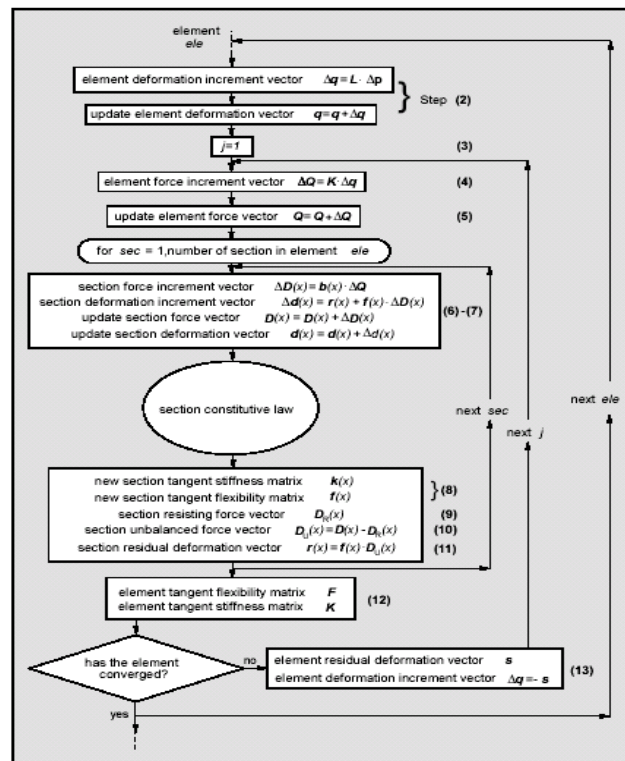 element
ele
element deformation increment vector Δq=L·Δp
update element deformation vector q=q+Δq
} Step (2)
j=1 (3)
element force increment vector ΔQ=K·Δq (4)
update element force vector Q=Q+ΔQ (5)
for sec = 1,number of section in element ele
section force increment vector ΔD(x)=b(x)·ΔQ
section deformation increment vector Δd(x)=r(x)+f(x)·ΔD(x)
update section force vector D(x)=D(x)+ΔD(x)
update section deformation vector d(x)=d(x)+Δd(x)
(6)-(7)
section constitutive law
next sec
next j
next ele
new section tangent stiffness matrix k(x)
new section tangent flexibility matrix f(x)
} (8)
section resisting force vector D_R(x) (9)
section unbalanced force vector D_U(x)=D(x)-D_R(x) (10)
section residual deformation vector r(x)=f(x)·D_U(x) (11)
element tangent flexibility matrix F
element tangent stiffness matrix K
(12)
has the element
converged?
no
element residual deformation vector s
element deformation increment vector Δq=-s
(13)
yes